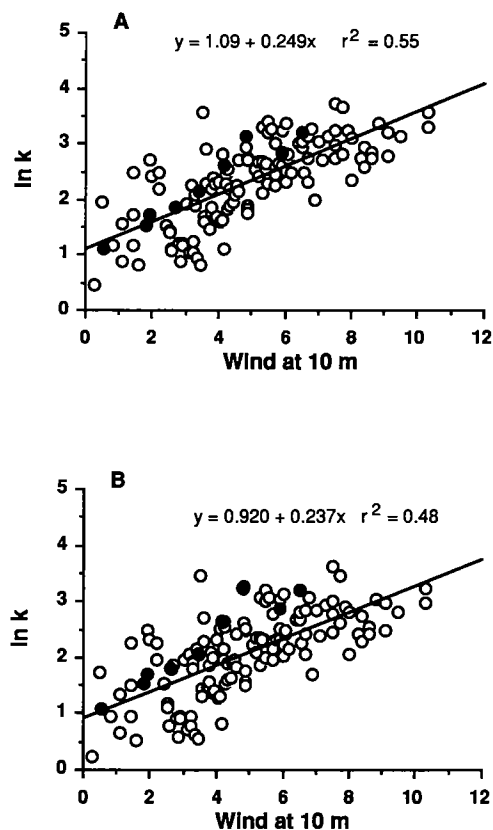 A
y = 1.09 + 0.249x r² = 0.55
5
4
3
2
1
0
ln k
0 2 4 6 8 10 12
Wind at 10 m
B
y = 0.920 + 0.237x r² = 0.48
5
4
3
2
1
0
ln k
0 2 4 6 8 10 12
Wind at 10 m